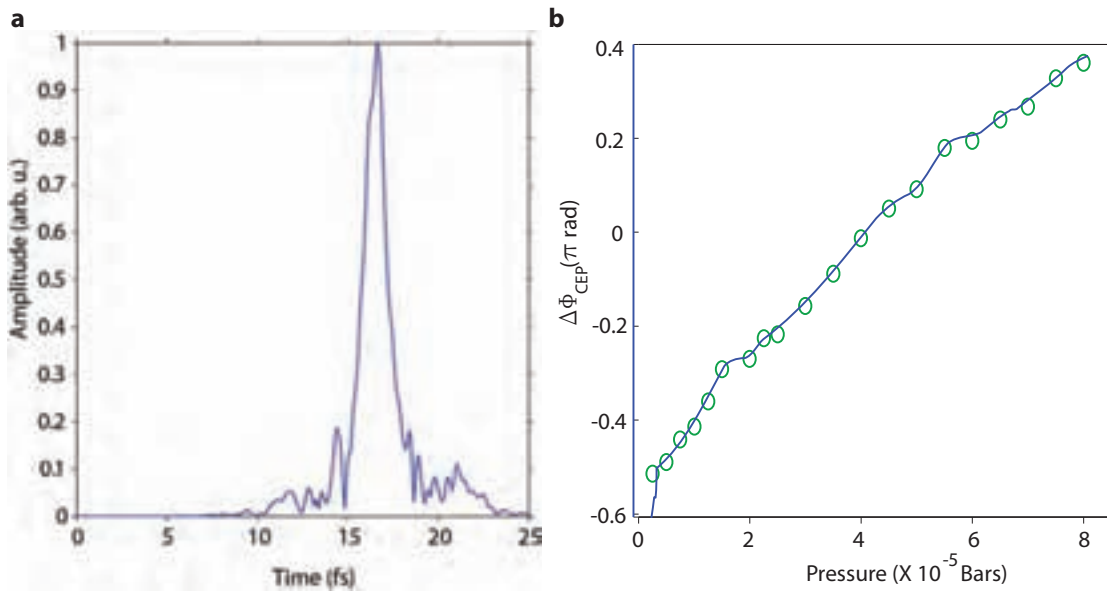 a
Amplitude (arb. u.)
1
0.9
0.8
0.7
0.6
0.5
0.4
0.3
0.2
0.1
0
0 5 10 15 20 25
Time (fs)
b
ΔΦCEP(π rad)
0.4
0.2
0
-0.2
-0.4
-0.6
0 2 4 6 8
Pressure (X 10-5 Bars)